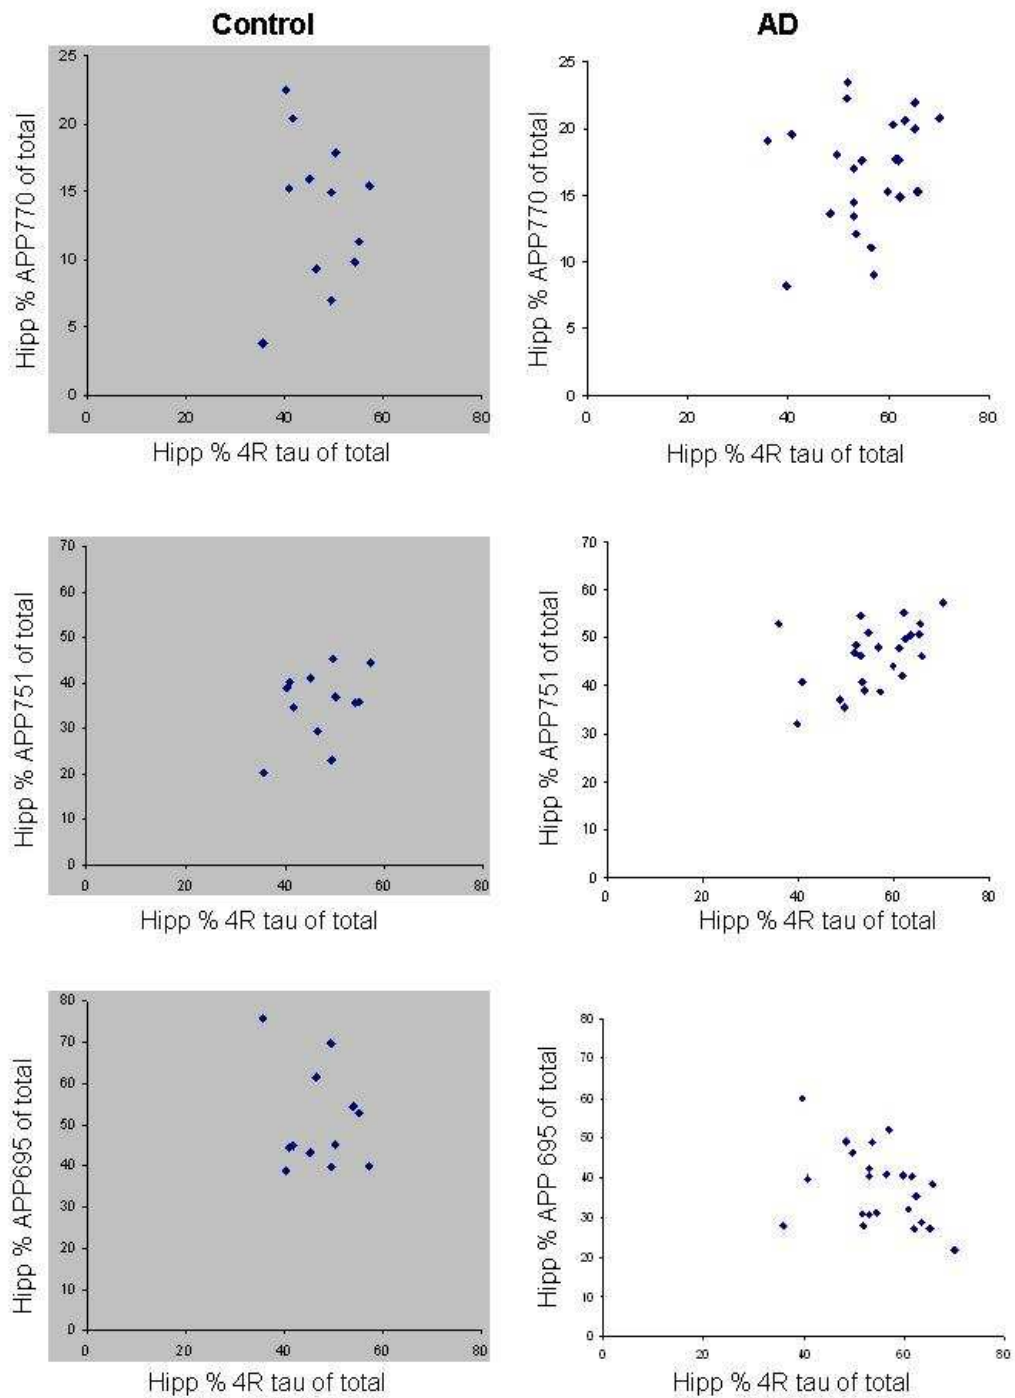 Control
AD
Hipp % APP770 of total
25
20
15
10
5
0
0 20 40 60 80
Hipp % 4R tau of total
Hipp % APP770 of total
25
20
15
10
5
0
0 20 40 60 80
Hipp % 4R tau of total
Hipp % APP751 of total
70
60
50
40
30
20
10
0
0 20 40 60 80
Hipp % 4R tau of total
Hipp % APP751 of total
70
60
50
40
30
20
10
0
0 20 40 60 80
Hipp % 4R tau of total
Hipp % APP695 of total
80
70
60
50
40
30
20
10
0
0 20 40 60 80
Hipp % 4R tau of total
Hipp % APP 695 of total
80
70
60
50
40
30
20
10
0
0 20 40 60 80
Hipp % 4R tau of total